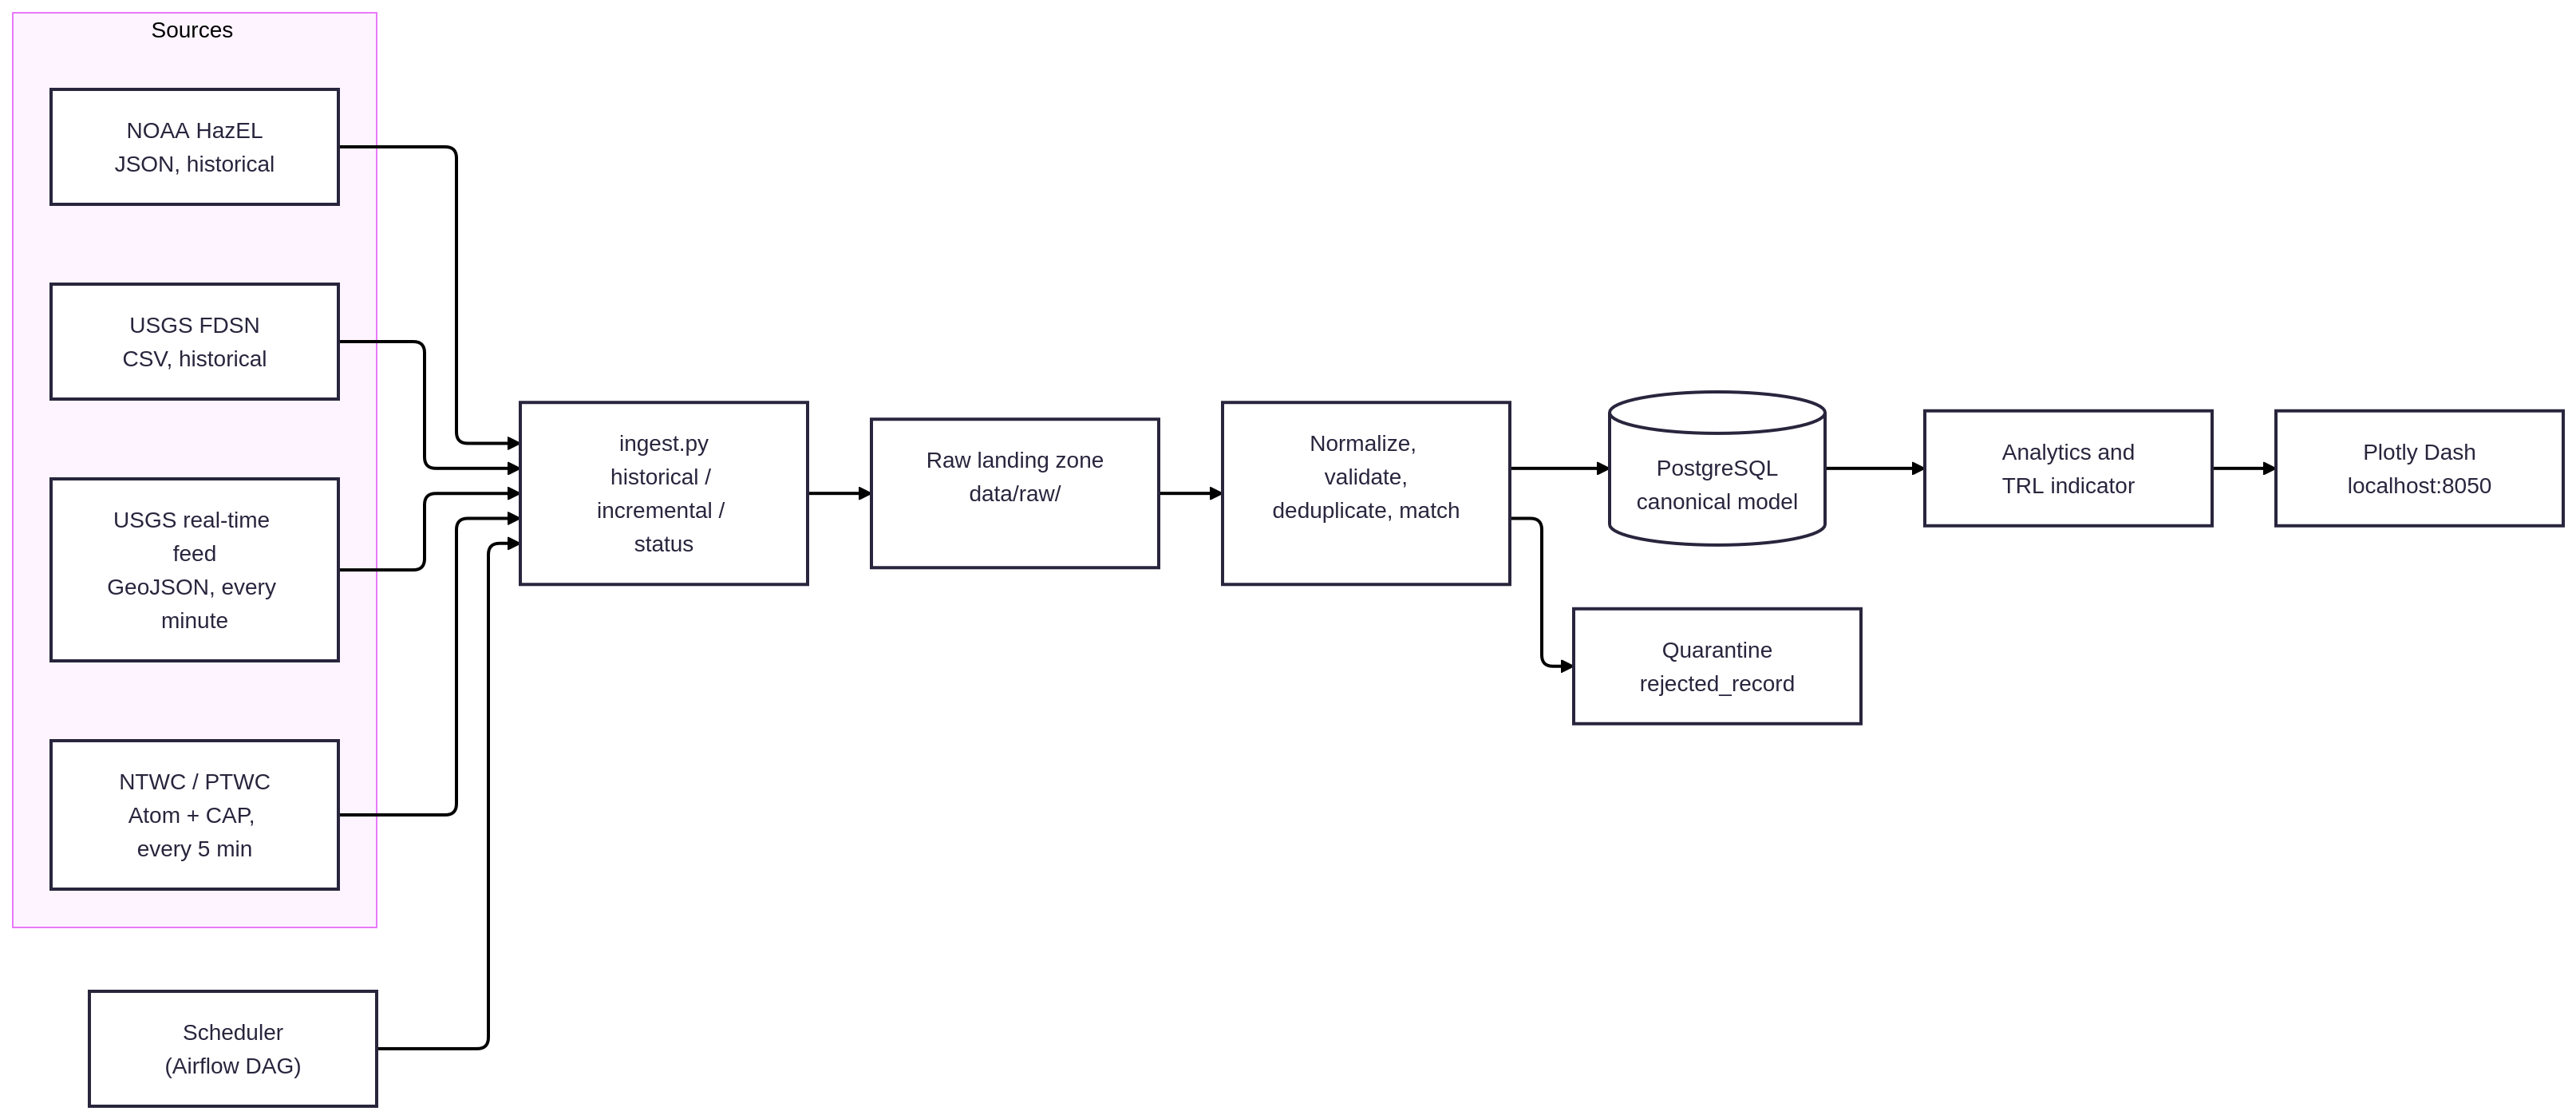 Sources
NOAA HazEL
JSON, historical
USGS FDSN
CSV, historical
USGS real-time
feed
GeoJSON, every
minute
NTWC / PTWC
Atom + CAP,
every 5 min
Scheduler
(Airflow DAG)
ingest.py
historical /
incremental /
status
Raw landing zone
data/raw/
Normalize,
validate,
deduplicate, match
PostgreSQL
canonical model
Quarantine
rejected_record
Analytics and
TRL indicator
Plotly Dash
localhost:8050